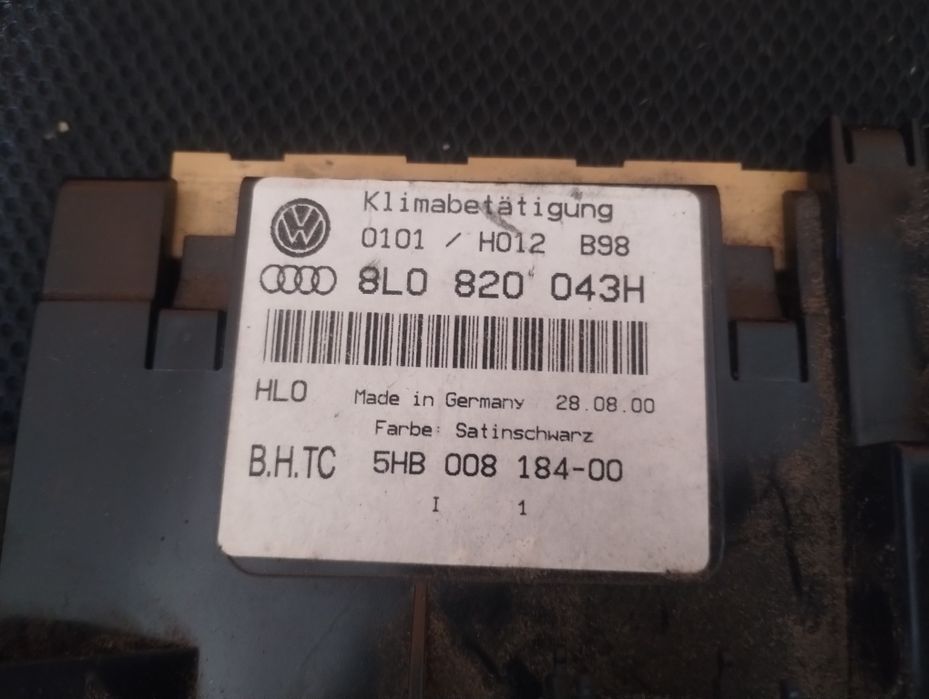 Klimabetätigung
0101 / H012 B98
8L0 820 043H
HLO Made in Germany 28.08.00
Farbe: Satinschwarz
B.H.TC 5HB 008 184-00
I 1